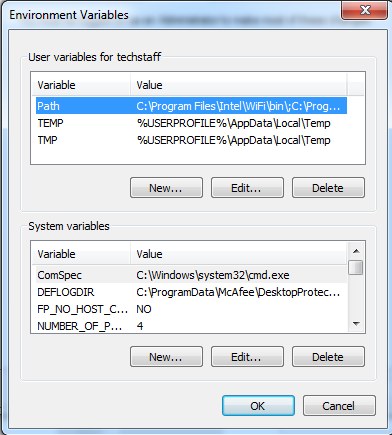 Environment Variables
User variables for techstaff
Variable Value
Path C:\Program Files\Intel\WiFi\bin\;C:\Prog...
TEMP %USERPROFILE%\AppData\Local\Temp
TMP %USERPROFILE%\AppData\Local\Temp
New... Edit... Delete
System variables
Variable Value
ComSpec C:\Windows\system32\cmd.exe
DEFLOGDIR C:\ProgramData\McAfee\DesktopProtec...
FP_NO_HOST_C... NO
NUMBER_OF_P... 4
New... Edit... Delete
OK Cancel